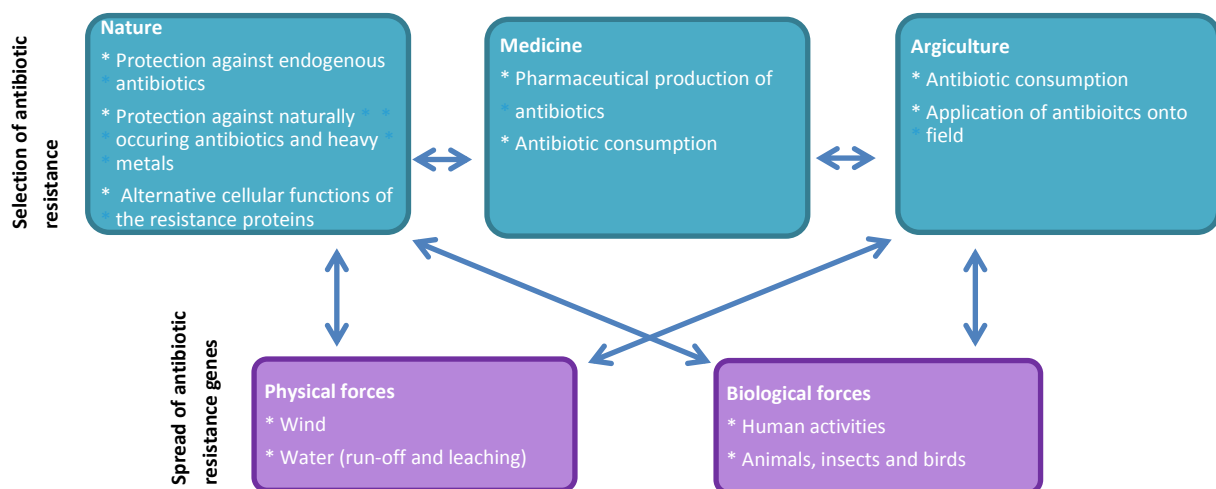 Selection of antibiotic
resistance
Nature
* Protection against endogenous
* antibiotics
* Protection against naturally * *
* occuring antibiotics and heavy *
* metals
* Alternative cellular functions of
* the resistance proteins
Medicine
* Pharmaceutical production of
* antibiotics
* Antibiotic consumption
Argiculture
* Antibiotic consumption
* Application of antibioitcs onto
* field
Spread of antibiotic
resistance genes
Physical forces
* Wind
* Water (run-off and leaching)
Biological forces
* Human activities
* Animals, insects and birds